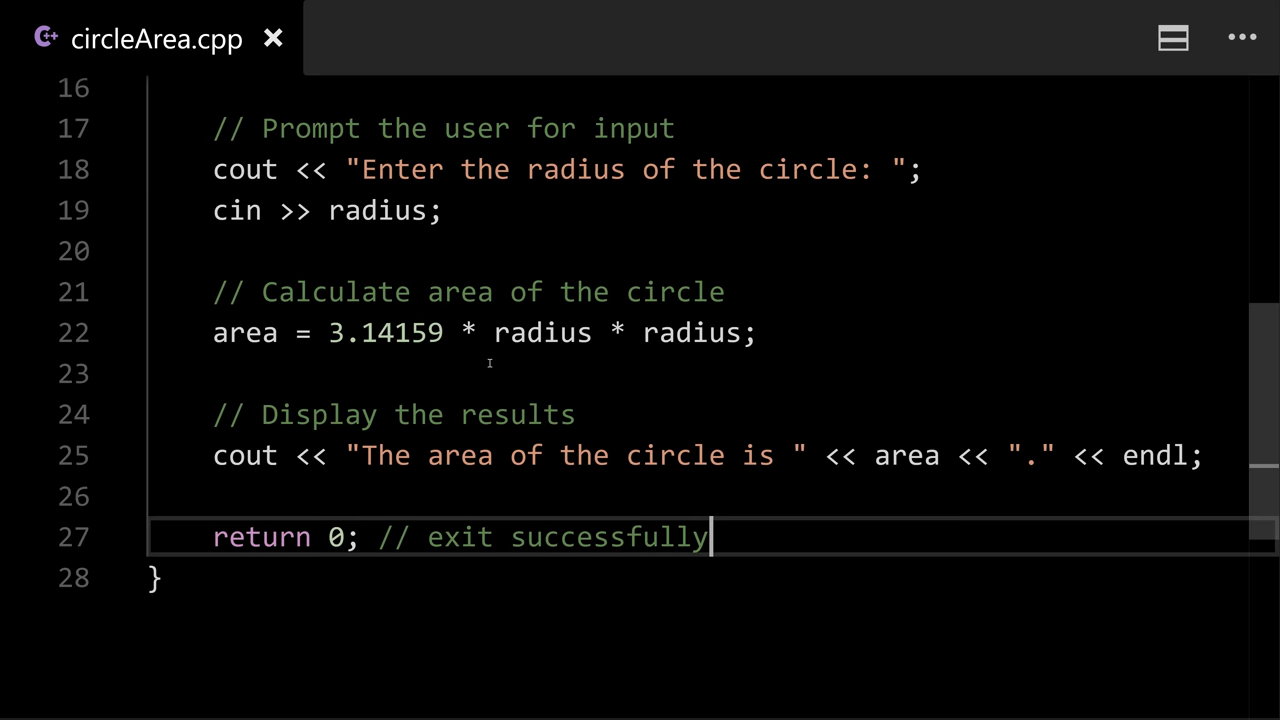 circleArea.cpp
16
17 // Prompt the user for input
18 cout << "Enter the radius of the circle: ";
19 cin >> radius;
20
21 // Calculate area of the circle
22 area = 3.14159 * radius * radius;
23
24 // Display the results
25 cout << "The area of the circle is " << area << "." << endl;
26
27 return 0; // exit successfully
28 }